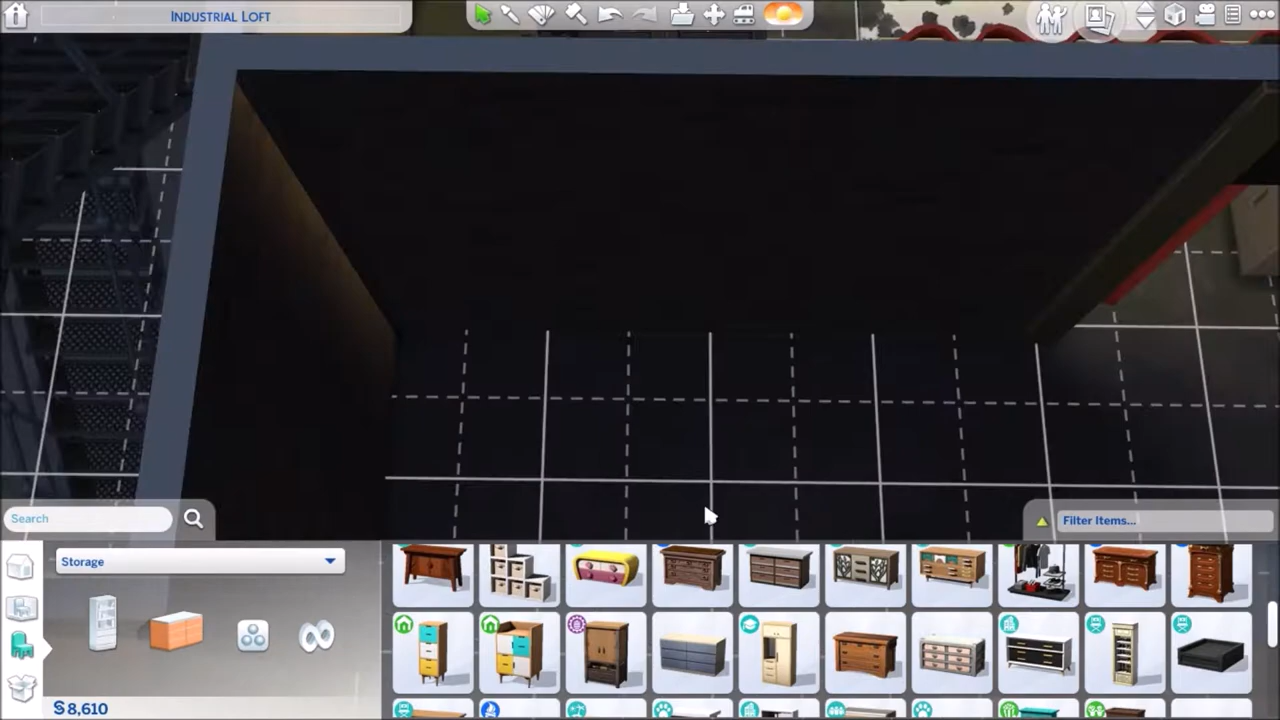 Industrial Loft
Search
Filter Items...
Storage
§8,610